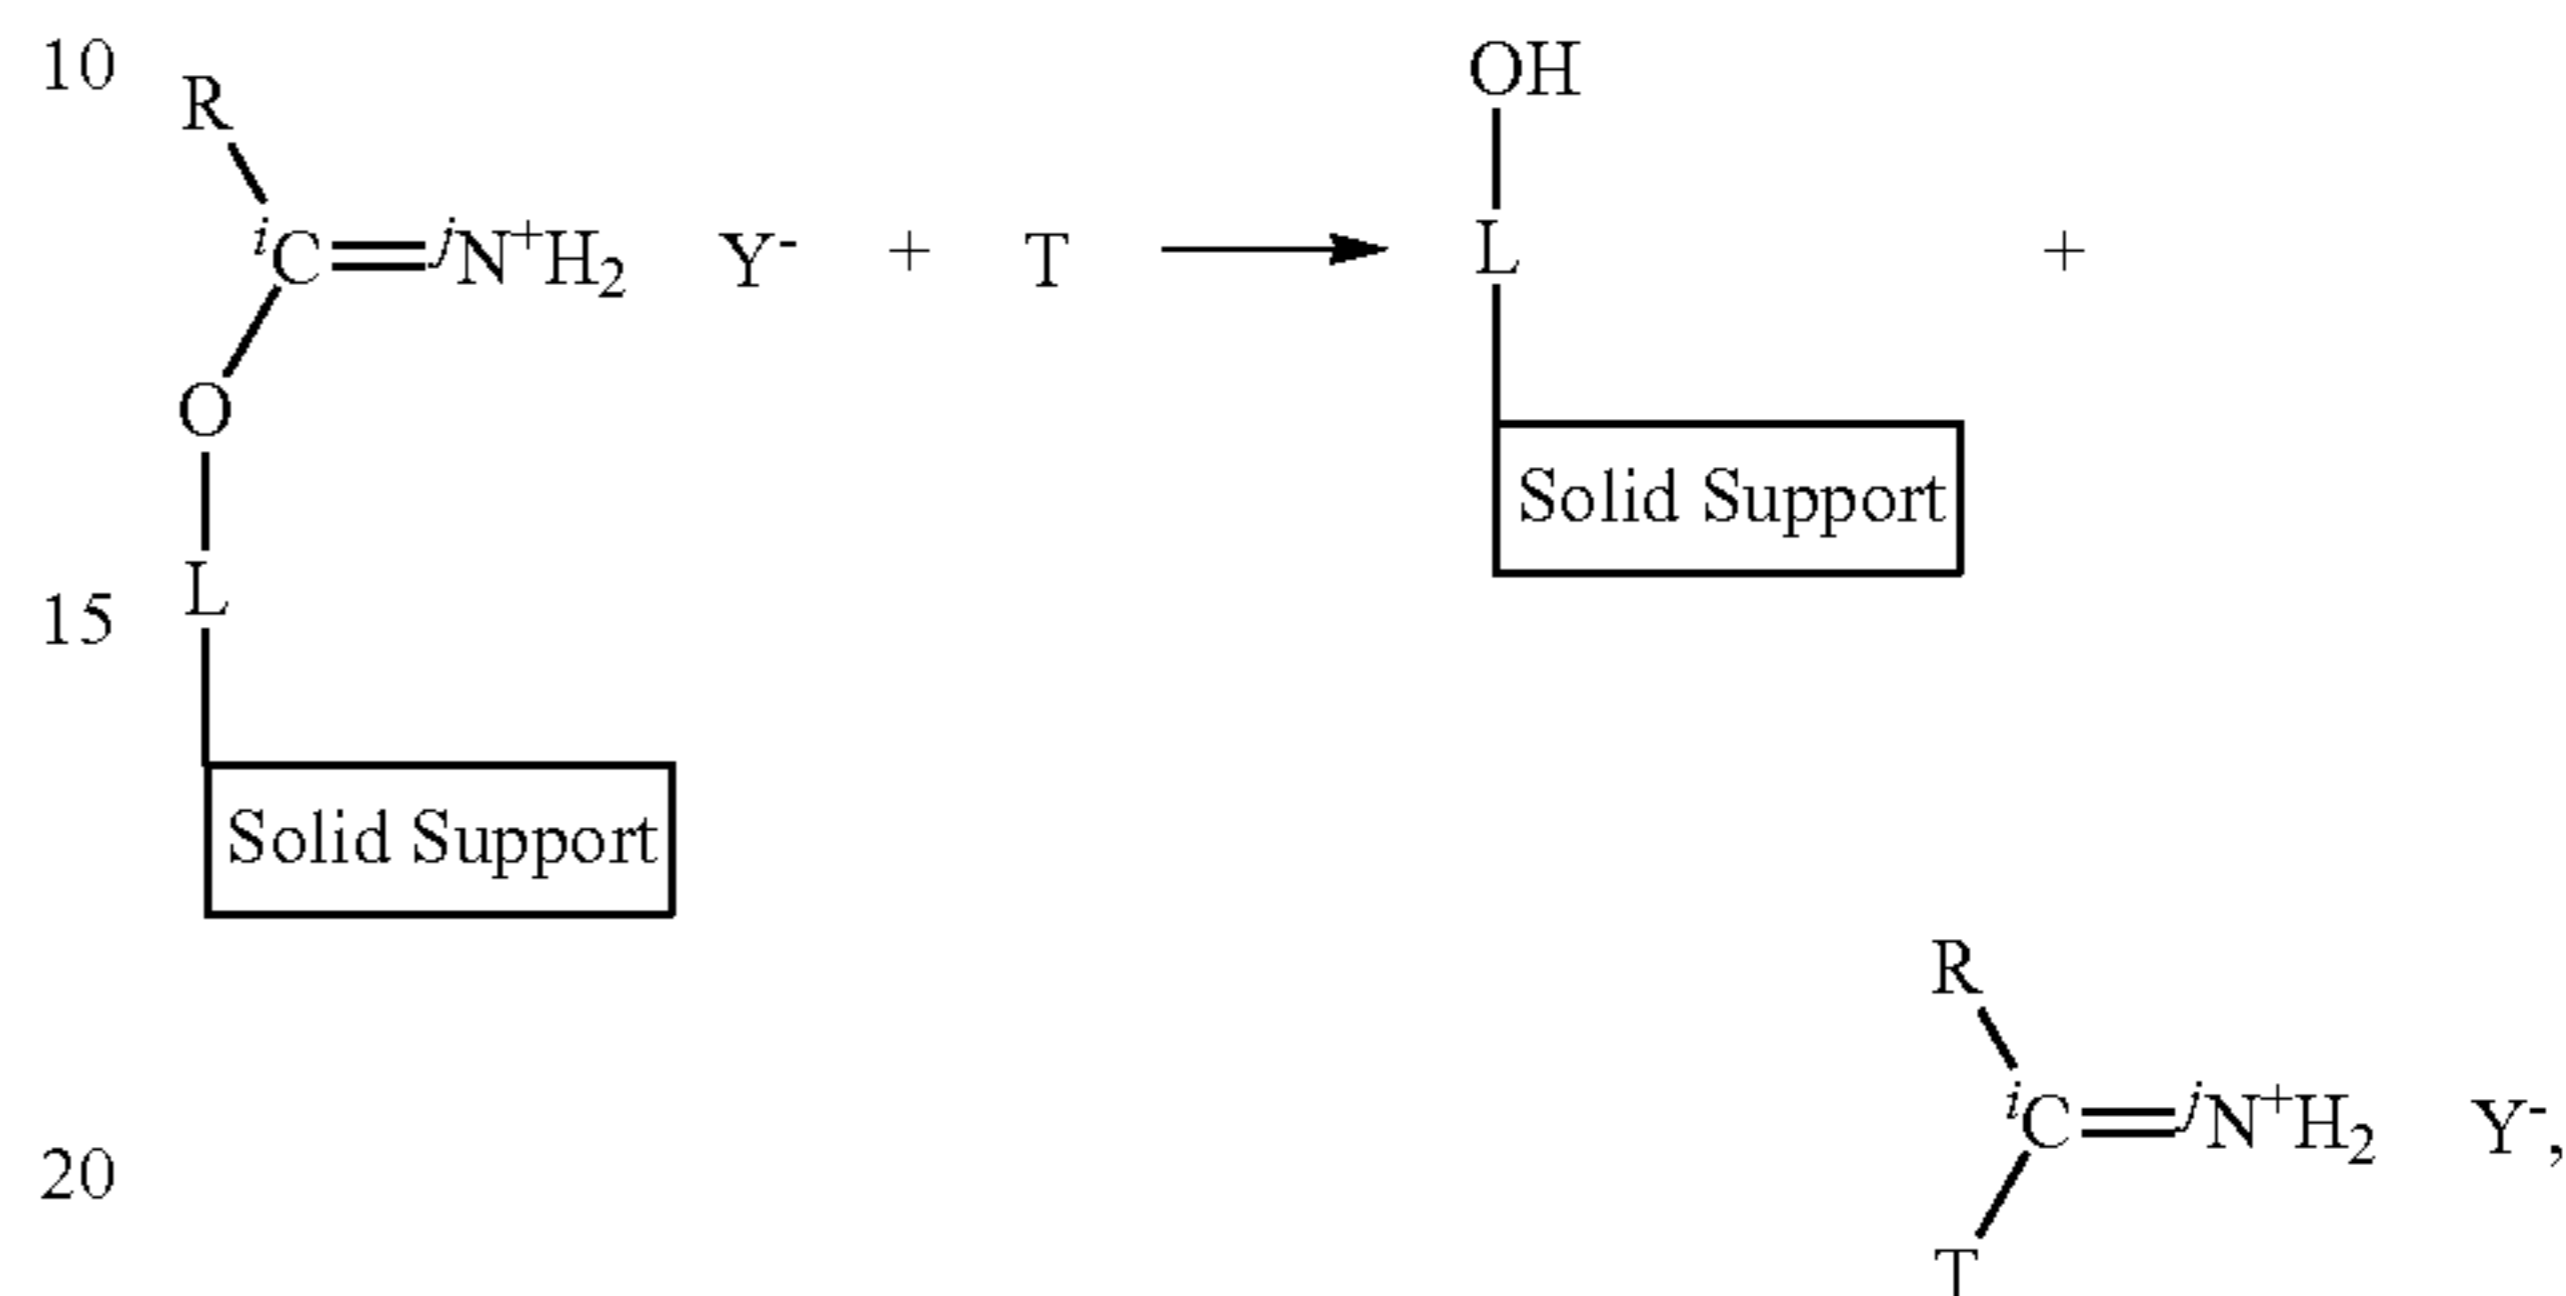 10
R
OH
iC=jN+H2 Y- + T
L
+
O
Solid Support
15
L
Solid Support
R
iC=jN+H2 Y-,
20
T